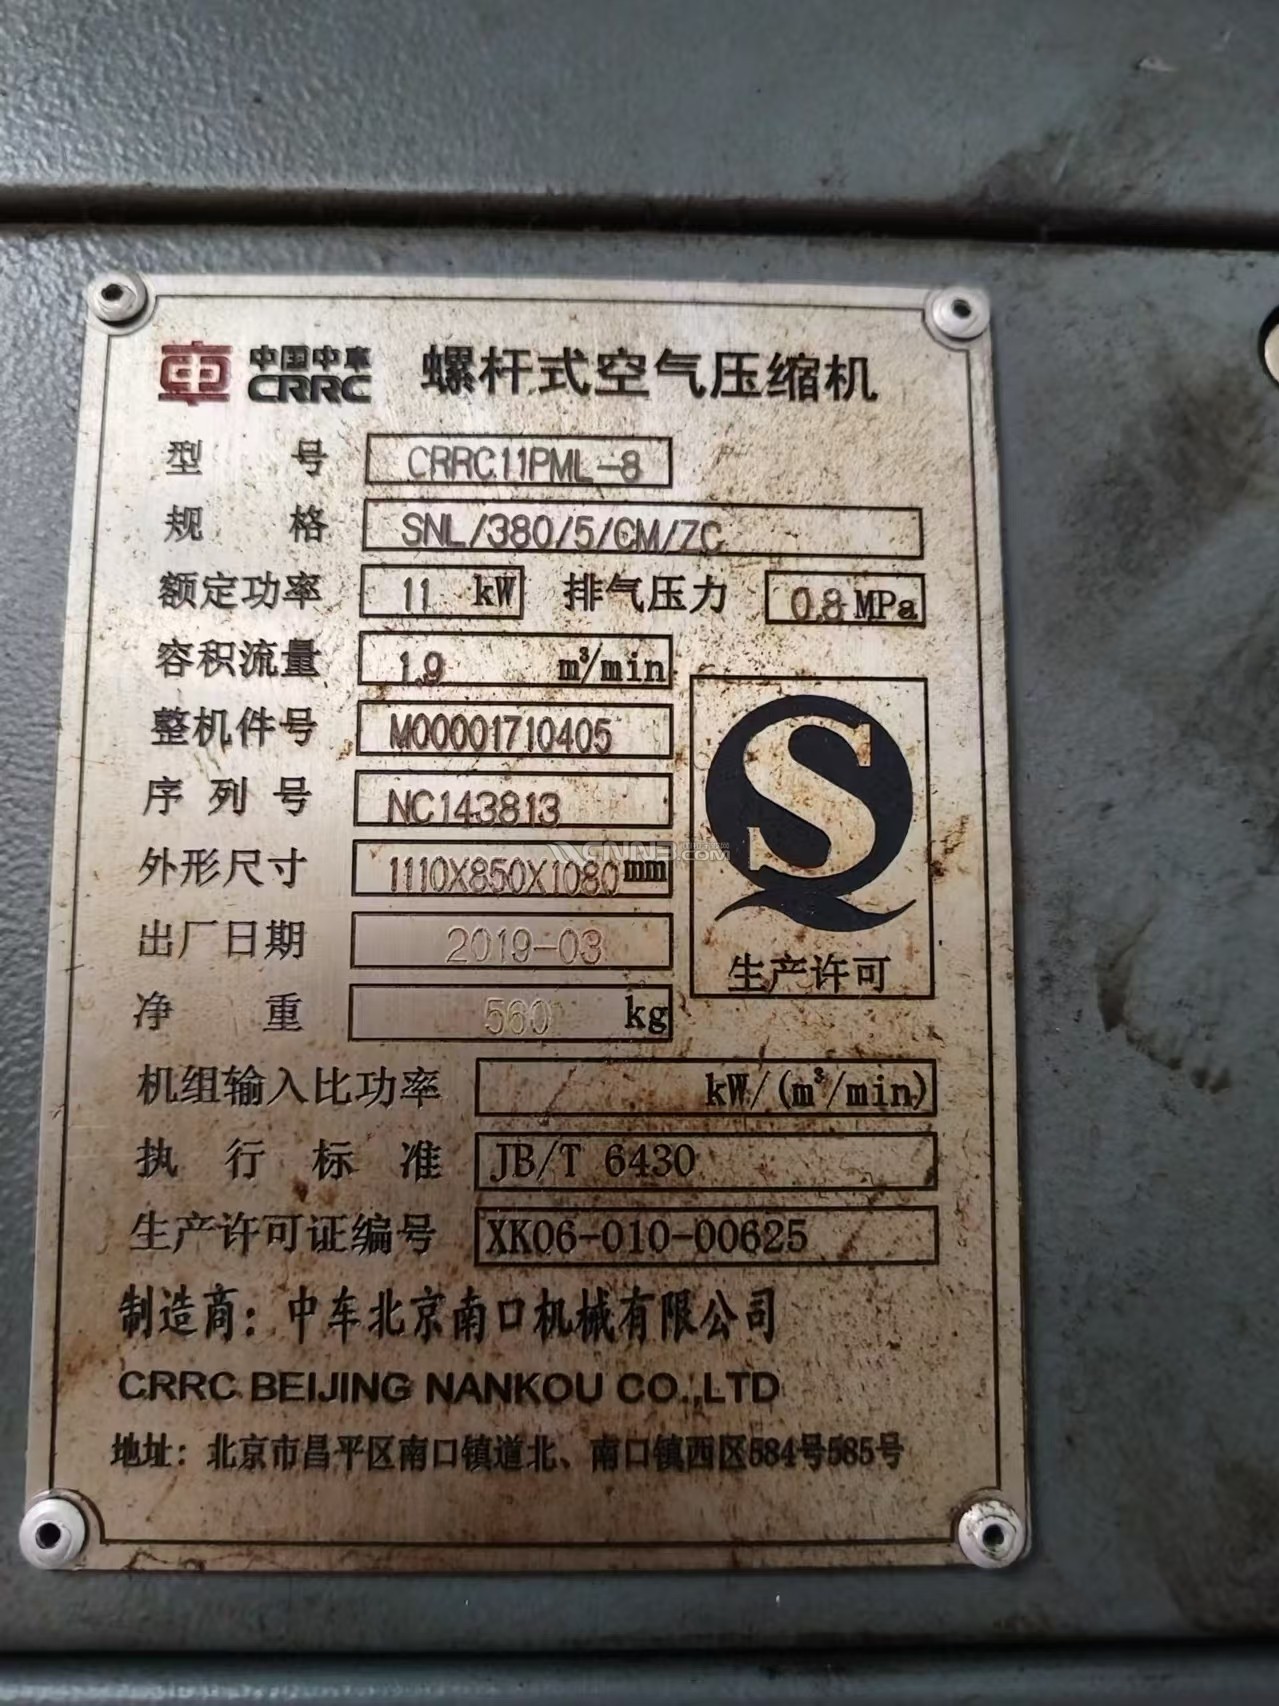 中国中车
CRRC
螺杆式空气压缩机
型 号 CRRC11PML-8
规 格 SNL/380/5/CM/ZC
额定功率 11 kW 排气压力 0.8 MPa
容积流量 1.9 m³/min
整机件号 M00001710405
序列号 NC143813
外形尺寸 1110X850X1080 mm
出厂日期 2019-03
净 重 560 kg
S
生产许可
机组输入比功率 kW/(m³/min)
执行标准 JB/T 6430
生产许可证编号 XK06-010-00625
制造商：中车北京南口机械有限公司
CRRC BEIJING NANKOU CO.,LTD
地址：北京市昌平区南口镇道北、南口镇西区584号585号